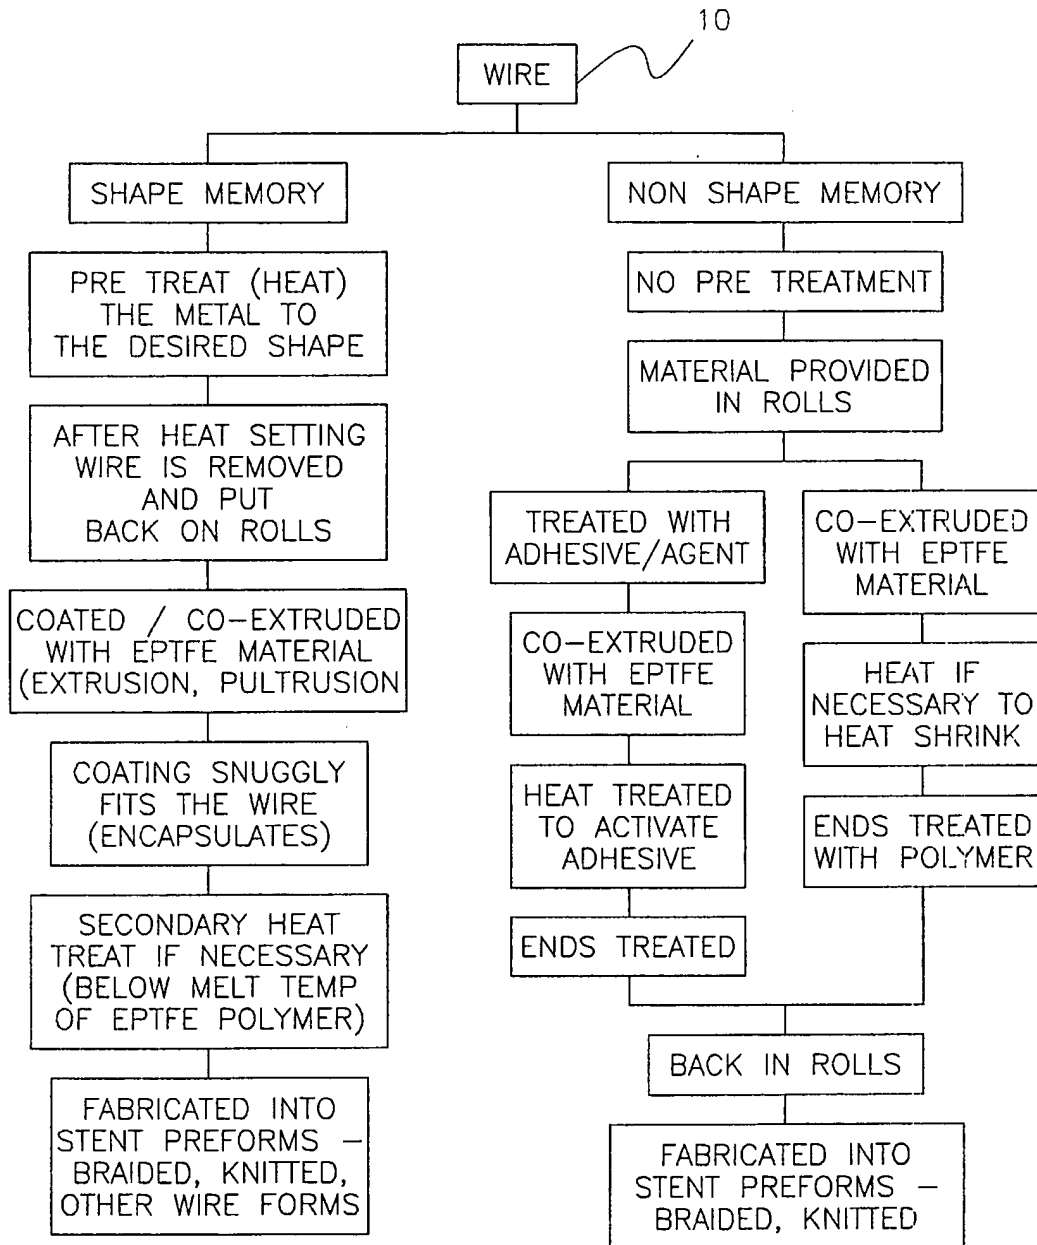 10
WIRE
SHAPE MEMORY
PRE TREAT (HEAT)
THE METAL TO
THE DESIRED SHAPE
AFTER HEAT SETTING
WIRE IS REMOVED
AND PUT
BACK ON ROLLS
COATED / CO-EXTRUDED
WITH EPTFE MATERIAL
(EXTRUSION, PULTRUSION
COATING SNUGGLY
FITS THE WIRE
(ENCAPSULATES)
SECONDARY HEAT
TREAT IF NECESSARY
(BELOW MELT TEMP
OF EPTFE POLYMER)
FABRICATED INTO
STENT PREFORMS –
BRAIDED, KNITTED,
OTHER WIRE FORMS
NON SHAPE MEMORY
NO PRE TREATMENT
MATERIAL PROVIDED
IN ROLLS
TREATED WITH
ADHESIVE/AGENT
CO-EXTRUDED
WITH EPTFE
MATERIAL
HEAT TREATED
TO ACTIVATE
ADHESIVE
ENDS TREATED
CO-EXTRUDED
WITH EPTFE
MATERIAL
HEAT IF
NECESSARY TO
HEAT SHRINK
ENDS TREATED
WITH POLYMER
BACK IN ROLLS
FABRICATED INTO
STENT PREFORMS –
BRAIDED, KNITTED